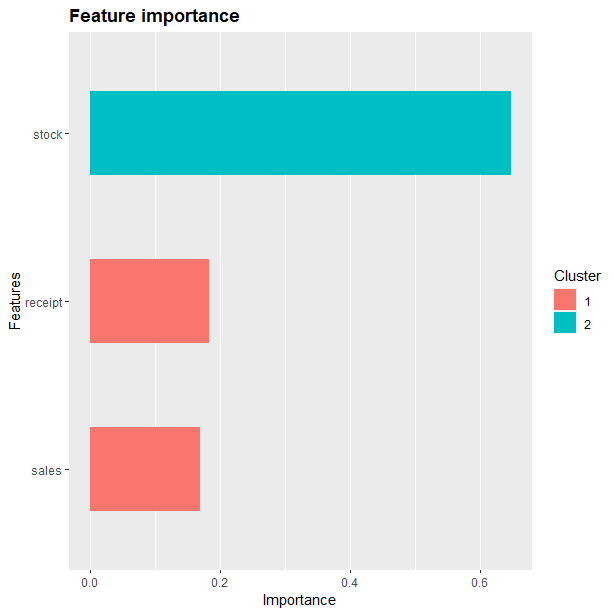 Feature importance
stock
receipt
sales
Features
0.0
0.2
0.4
0.6
Importance
Cluster
1
2